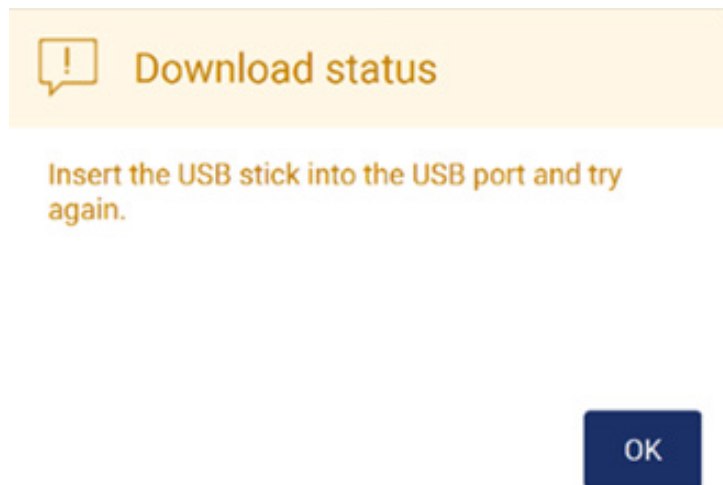 !
Download status
Insert the USB stick into the USB port and try
again.
OK